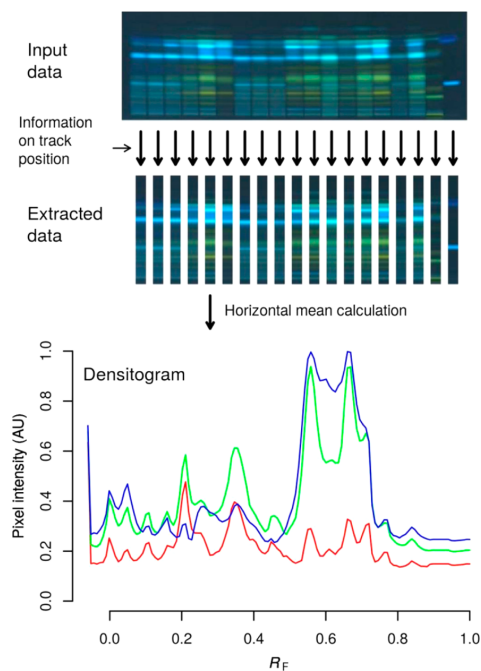 Input
data
Information
on track
position
Extracted
data
Horizontal mean calculation
Densitogram
Pixel intensity (AU)
1.0
0.8
0.6
0.4
0.2
0.0
0.0 0.2 0.4 0.6 0.8 1.0
RF